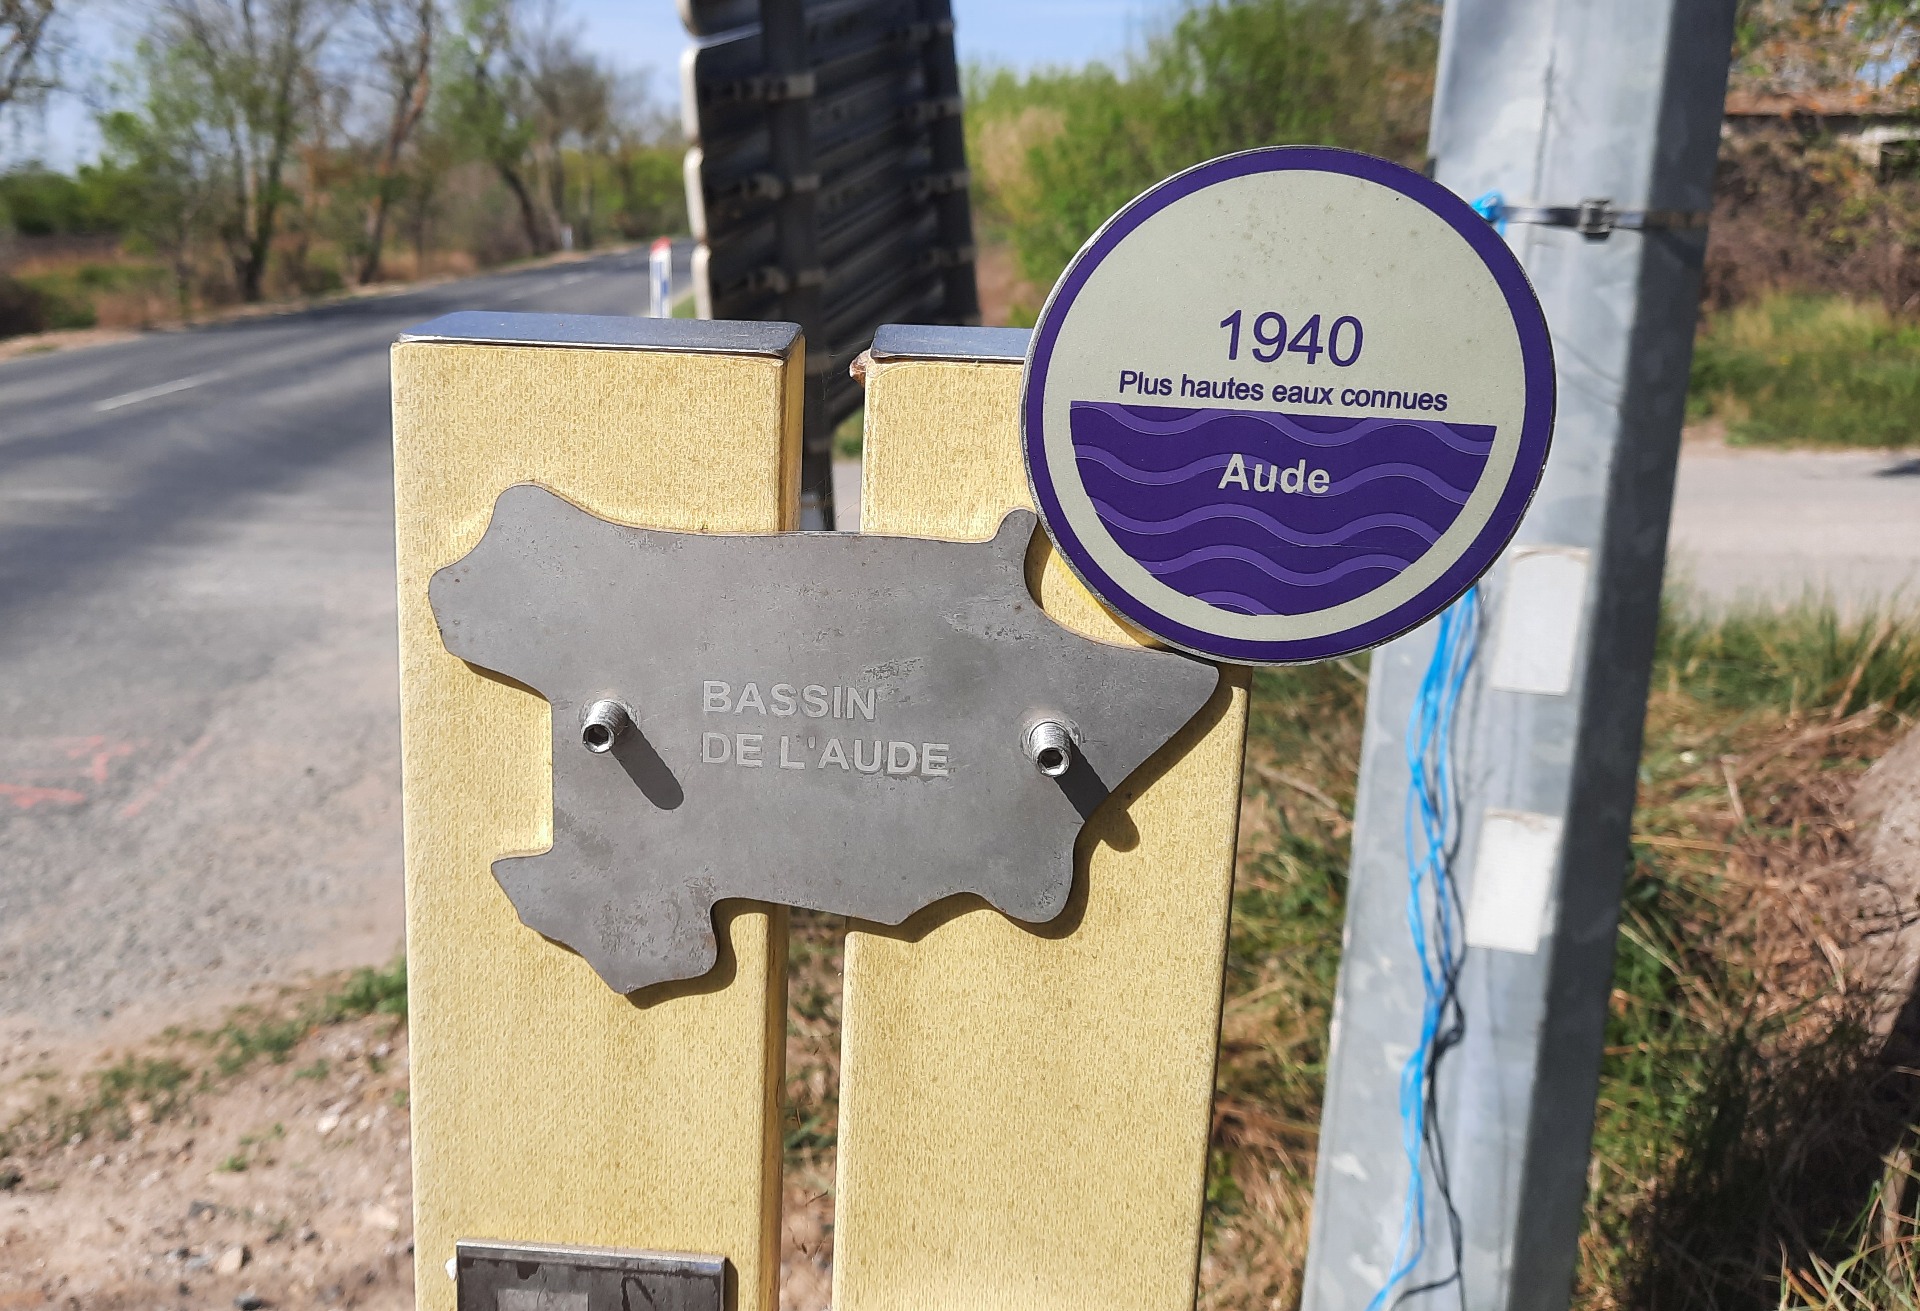 1940
Plus hautes eaux connues
Aude
BASSIN
DE L'AUDE